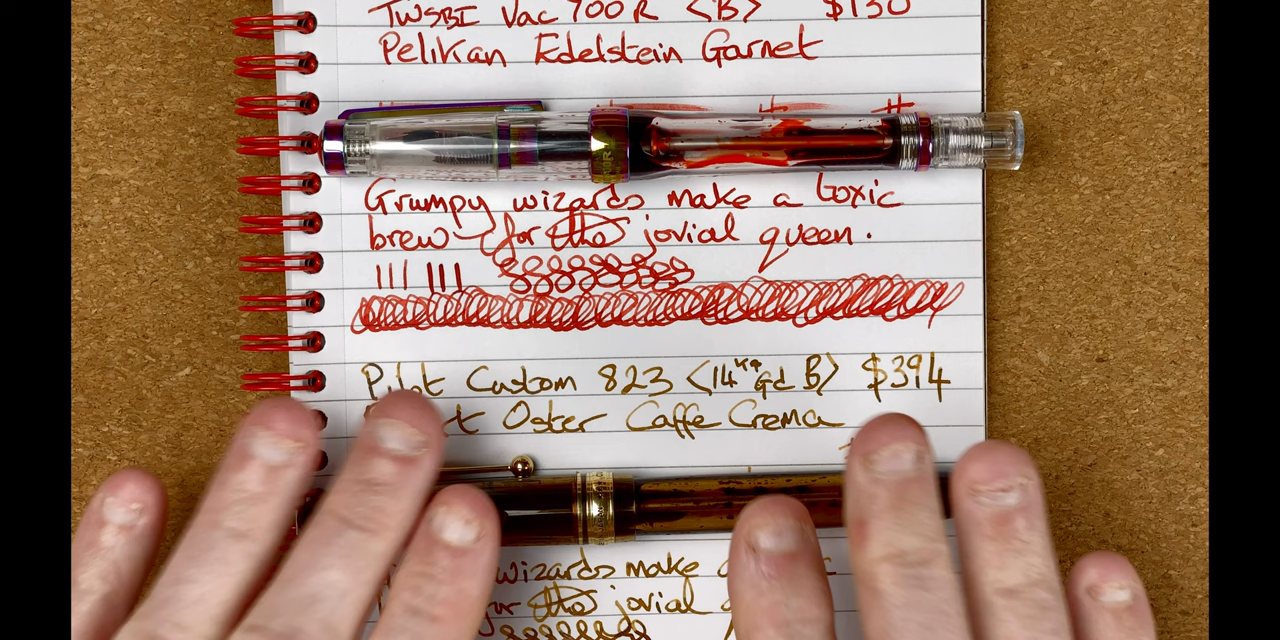 TWSBI Vac 700 R <B> $130
Pelikan Edelstein Garnet
Grumpy wizards make a toxic
brew for the jovial queen.
Pilot Custom 823 <14kt Gd B> $394
Oster Caffe Crema
wizards make
the jovial